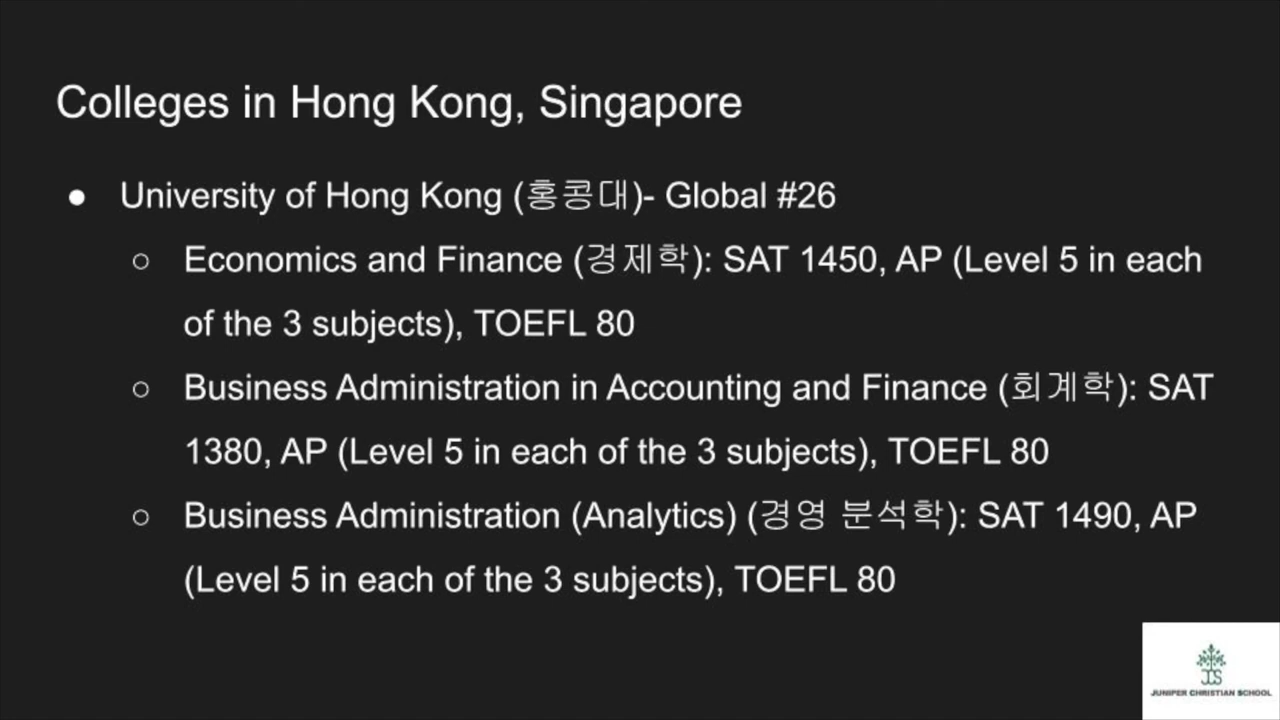 Colleges in Hong Kong, Singapore
● University of Hong Kong (홍콩대)- Global #26
○ Economics and Finance (경제학): SAT 1450, AP (Level 5 in each
of the 3 subjects), TOEFL 80
○ Business Administration in Accounting and Finance (회계학): SAT
1380, AP (Level 5 in each of the 3 subjects), TOEFL 80
○ Business Administration (Analytics) (경영 분석학): SAT 1490, AP
(Level 5 in each of the 3 subjects), TOEFL 80
JCS
JUNIPER CHRISTIAN SCHOOL